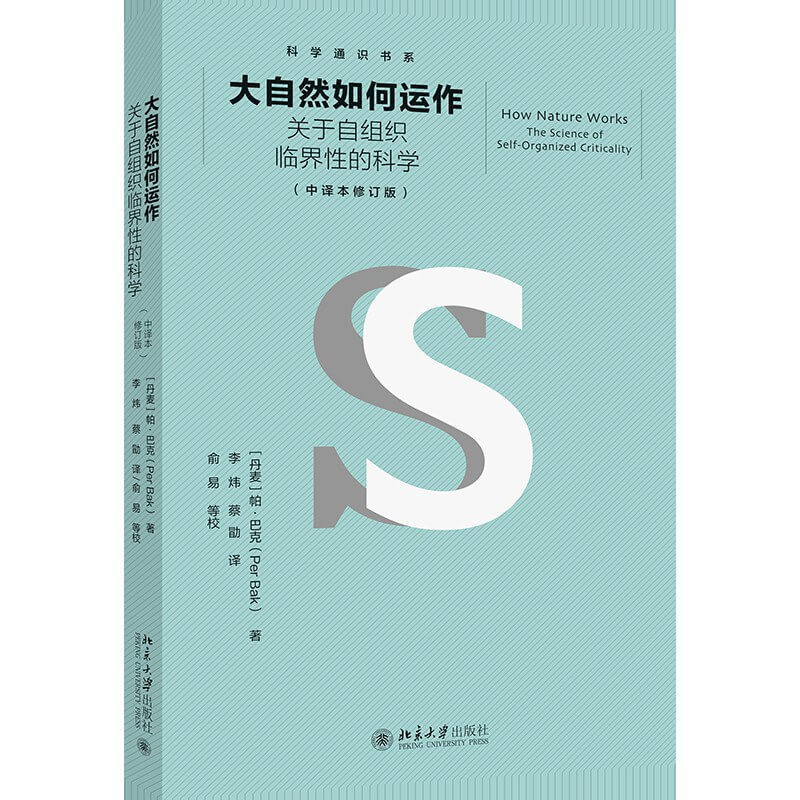 科学通识书系
大自然如何运作
关于自组织
临界性的科学
(中译本修订版)
How Nature Works
The Science of
Self-Organized Criticality
S
S
[丹麦]帕·巴克(Per Bak) 著
李炜 蔡勖 译
俞易 等校
北京大学出版社
PEKING UNIVERSITY PRESS
大自然如何运作
关于自组织临界性的科学
(中译本
修订版)
[丹麦]帕·巴克(Per Bak) 著
李炜 蔡勖 译/俞易 等校
北京大学出版社
PEKING UNIVERSITY PRESS